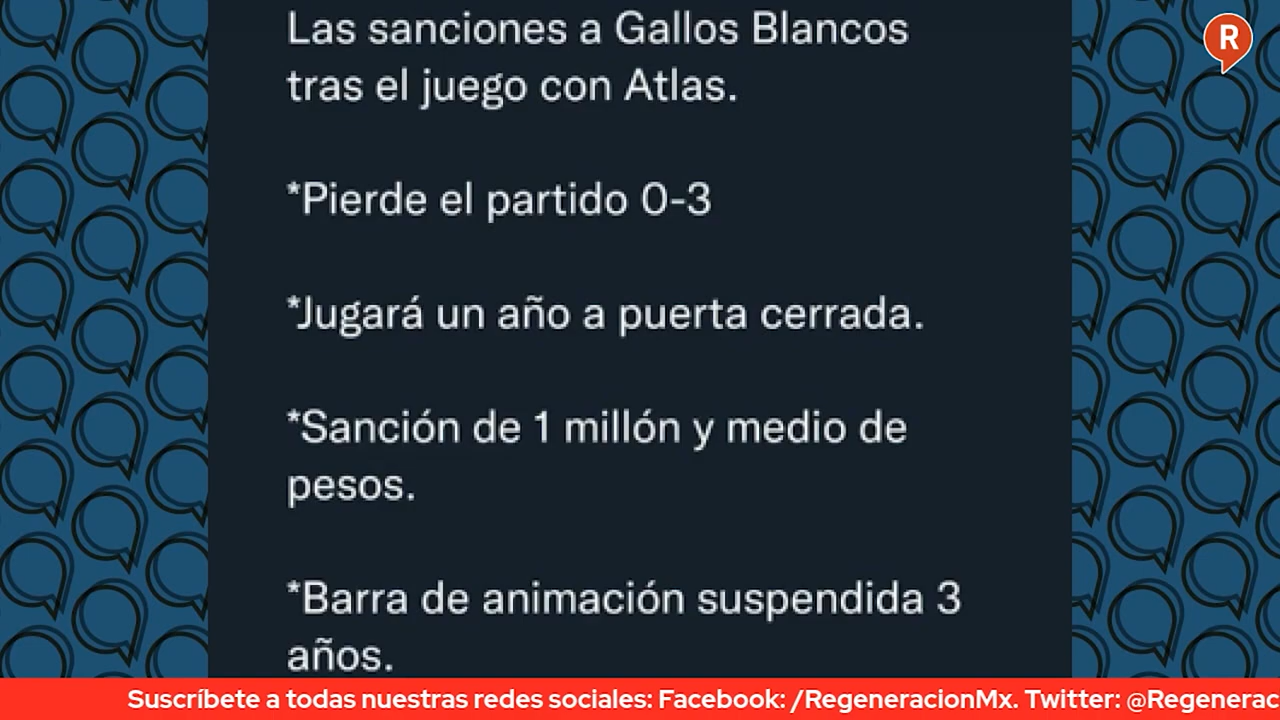 Las sanciones a Gallos Blancos
tras el juego con Atlas.
*Pierde el partido 0-3
*Jugará un año a puerta cerrada.
*Sanción de 1 millón y medio de
pesos.
*Barra de animación suspendida 3
años.
R
Suscríbete a todas nuestras redes sociales: Facebook: /RegeneracionMx. Twitter: @Regenerac